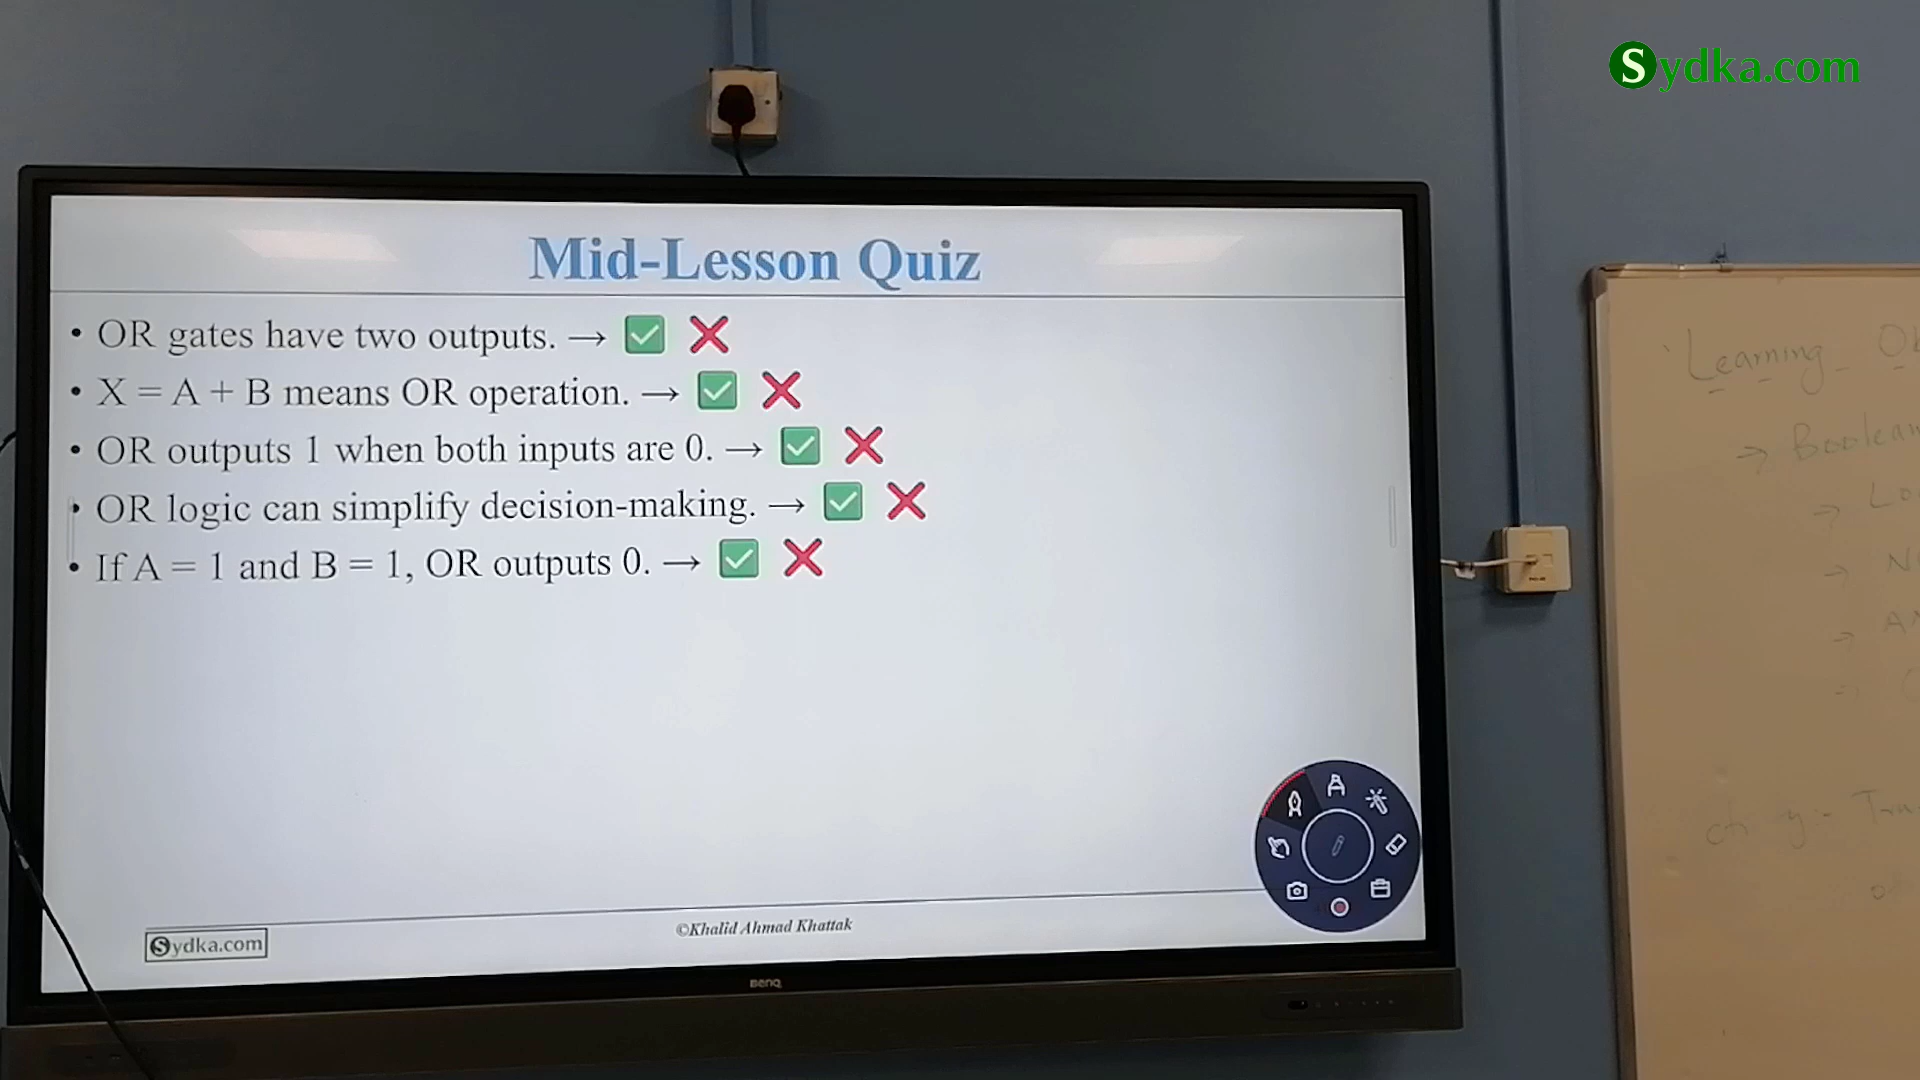 Sydka.com
Mid-Lesson Quiz
• OR gates have two outputs. → ✅ ❌
• X = A + B means OR operation. → ✅ ❌
• OR outputs 1 when both inputs are 0. → ✅ ❌
• OR logic can simplify decision-making. → ✅ ❌
• If A = 1 and B = 1, OR outputs 0. → ✅ ❌
Sydka.com
©Khalid Ahmad Khattak
BenQ
Learning
→ Boolean